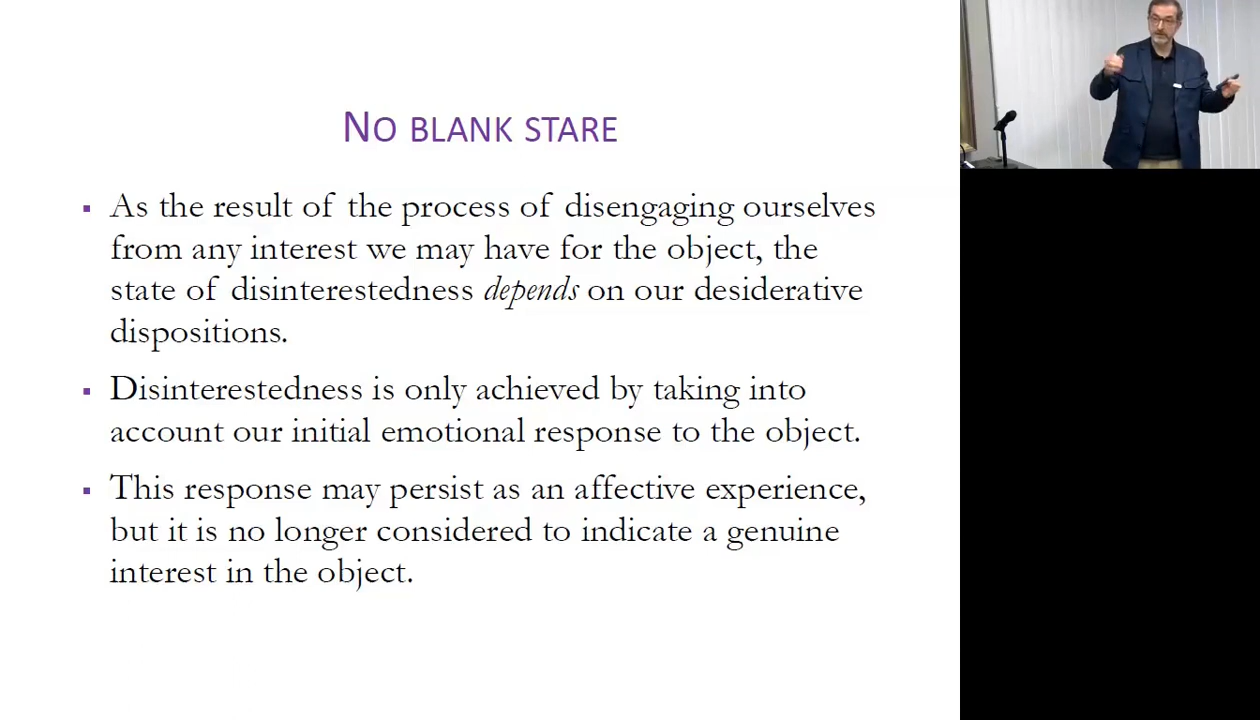 No blank stare
▪ As the result of the process of disengaging ourselves
from any interest we may have for the object, the
state of disinterestedness depends on our desiderative
dispositions.
▪ Disinterestedness is only achieved by taking into
account our initial emotional response to the object.
▪ This response may persist as an affective experience,
but it is no longer considered to indicate a genuine
interest in the object.